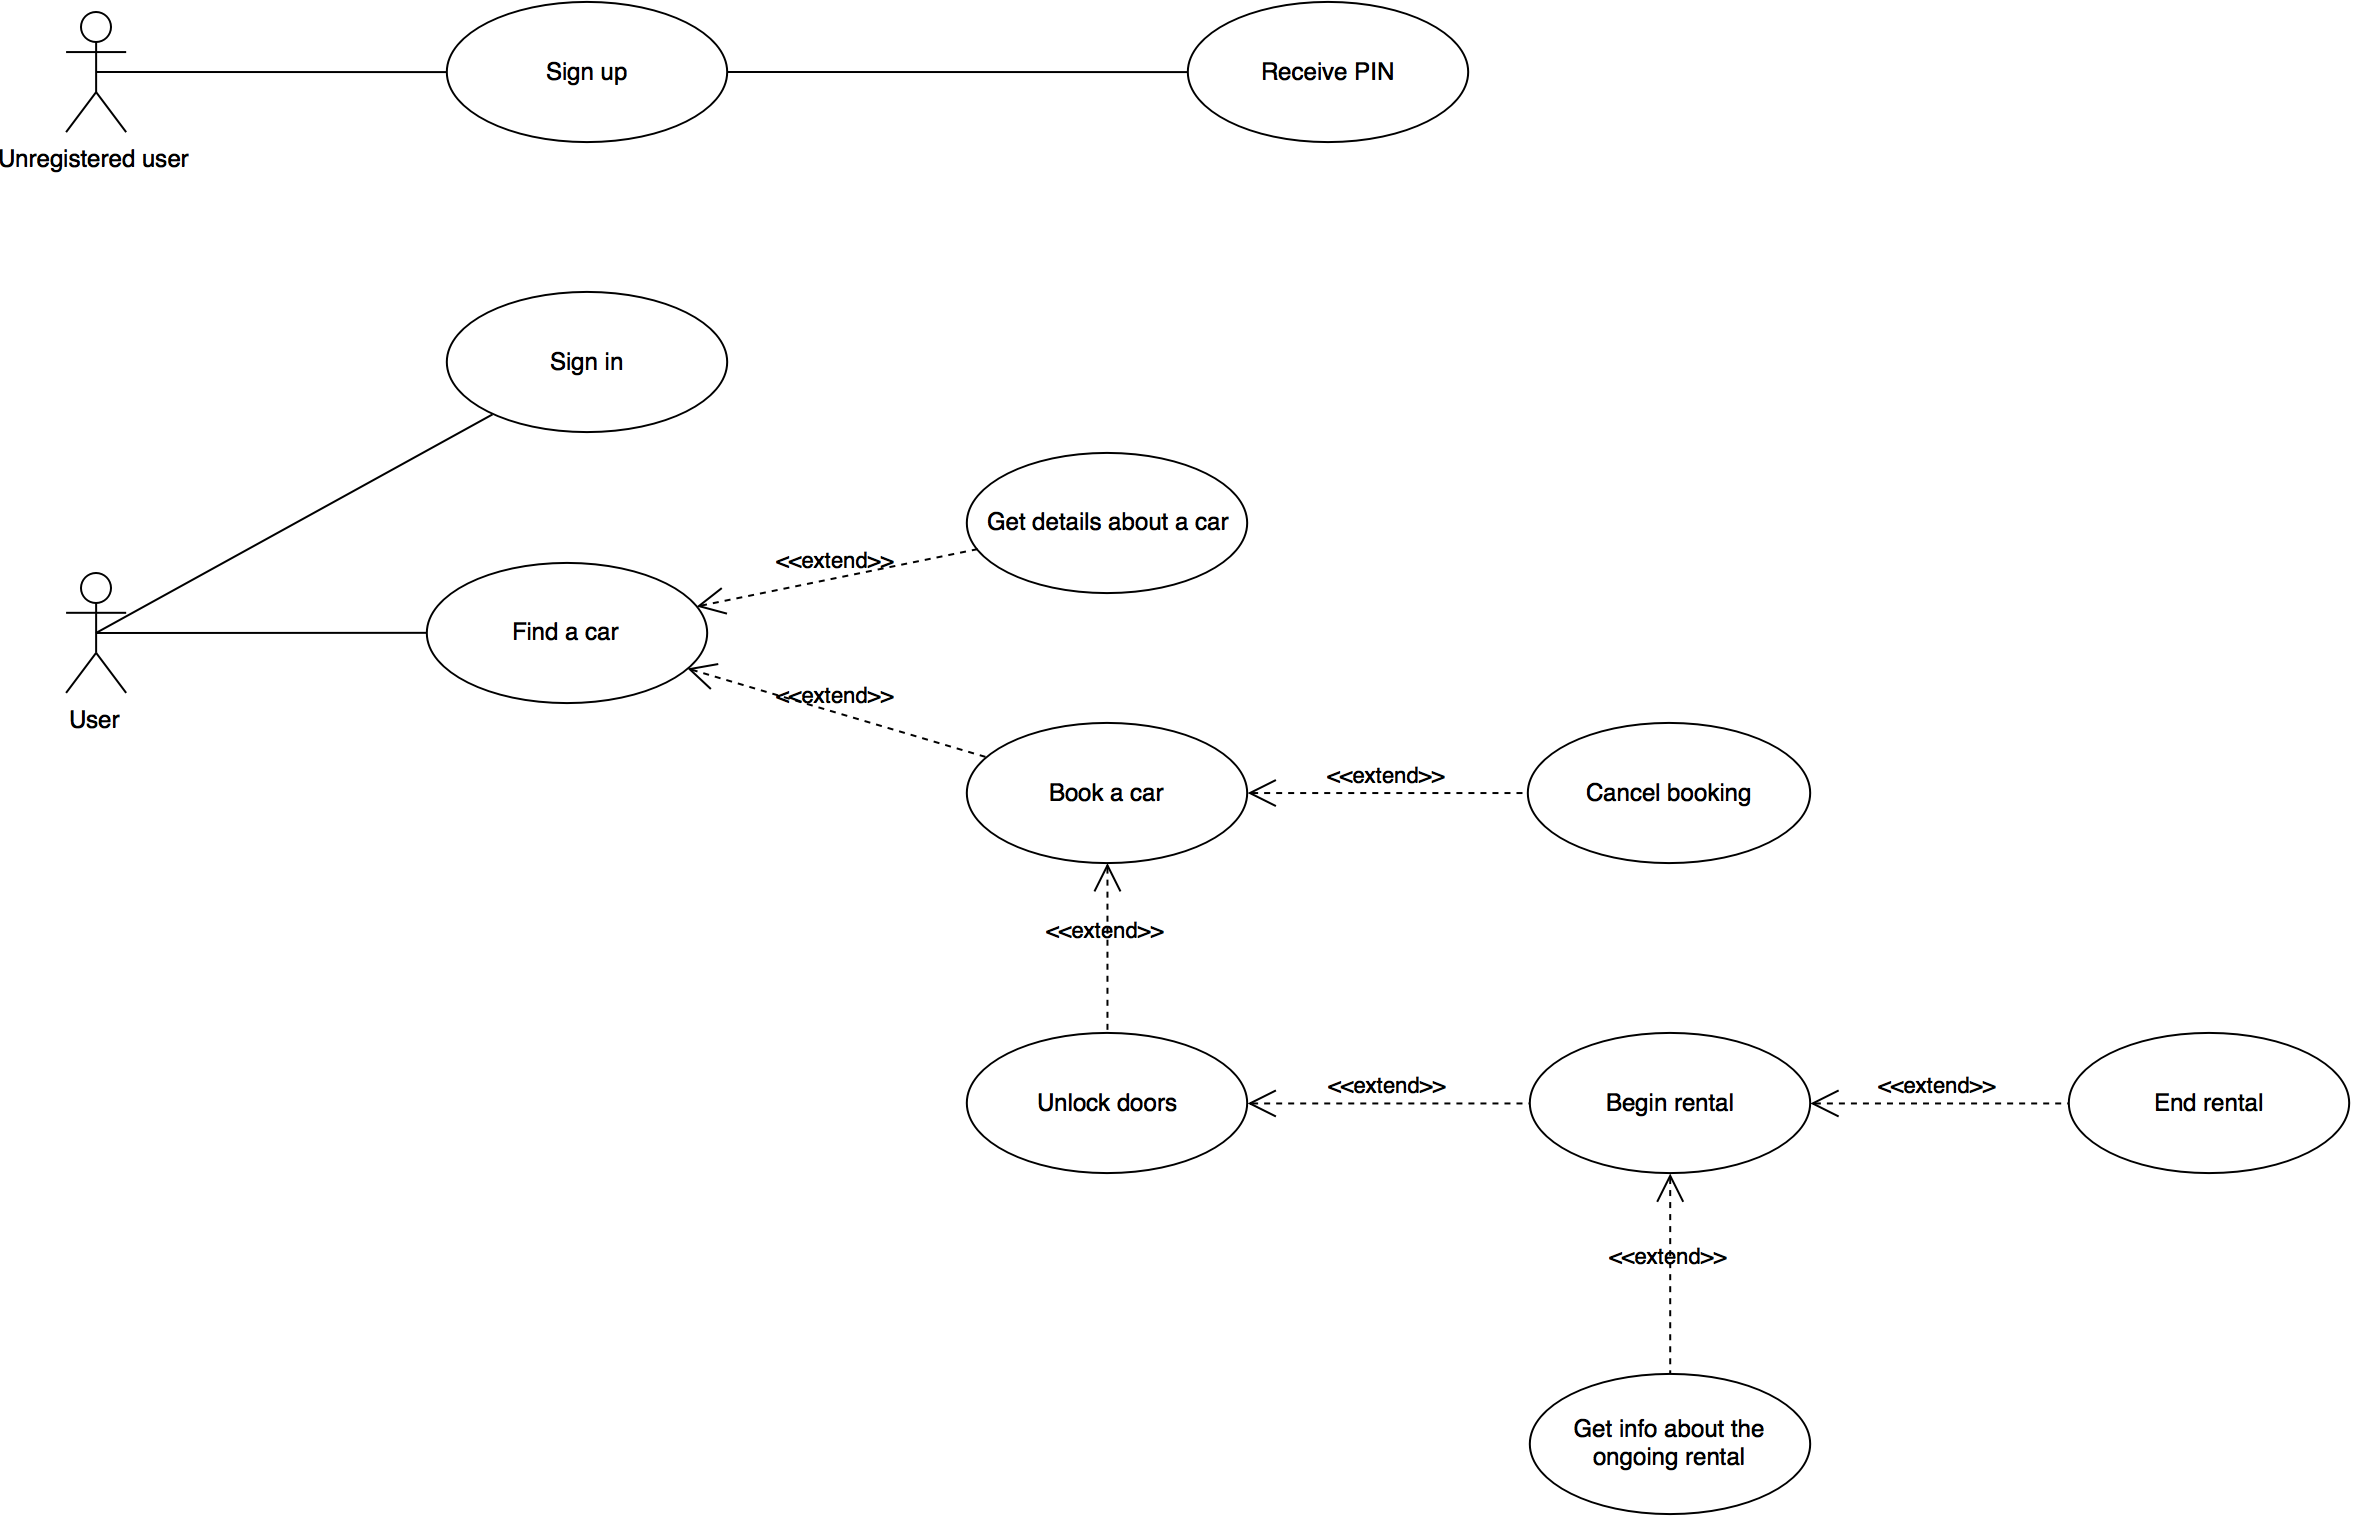 Sign up
Receive PIN
Unregistered user
Sign in
Get details about a car
<<extend>>
Find a car
<<extend>>
User
Book a car
<<extend>>
Cancel booking
<<extend>>
Unlock doors
<<extend>>
Begin rental
<<extend>>
End rental
<<extend>>
Get info about the
ongoing rental